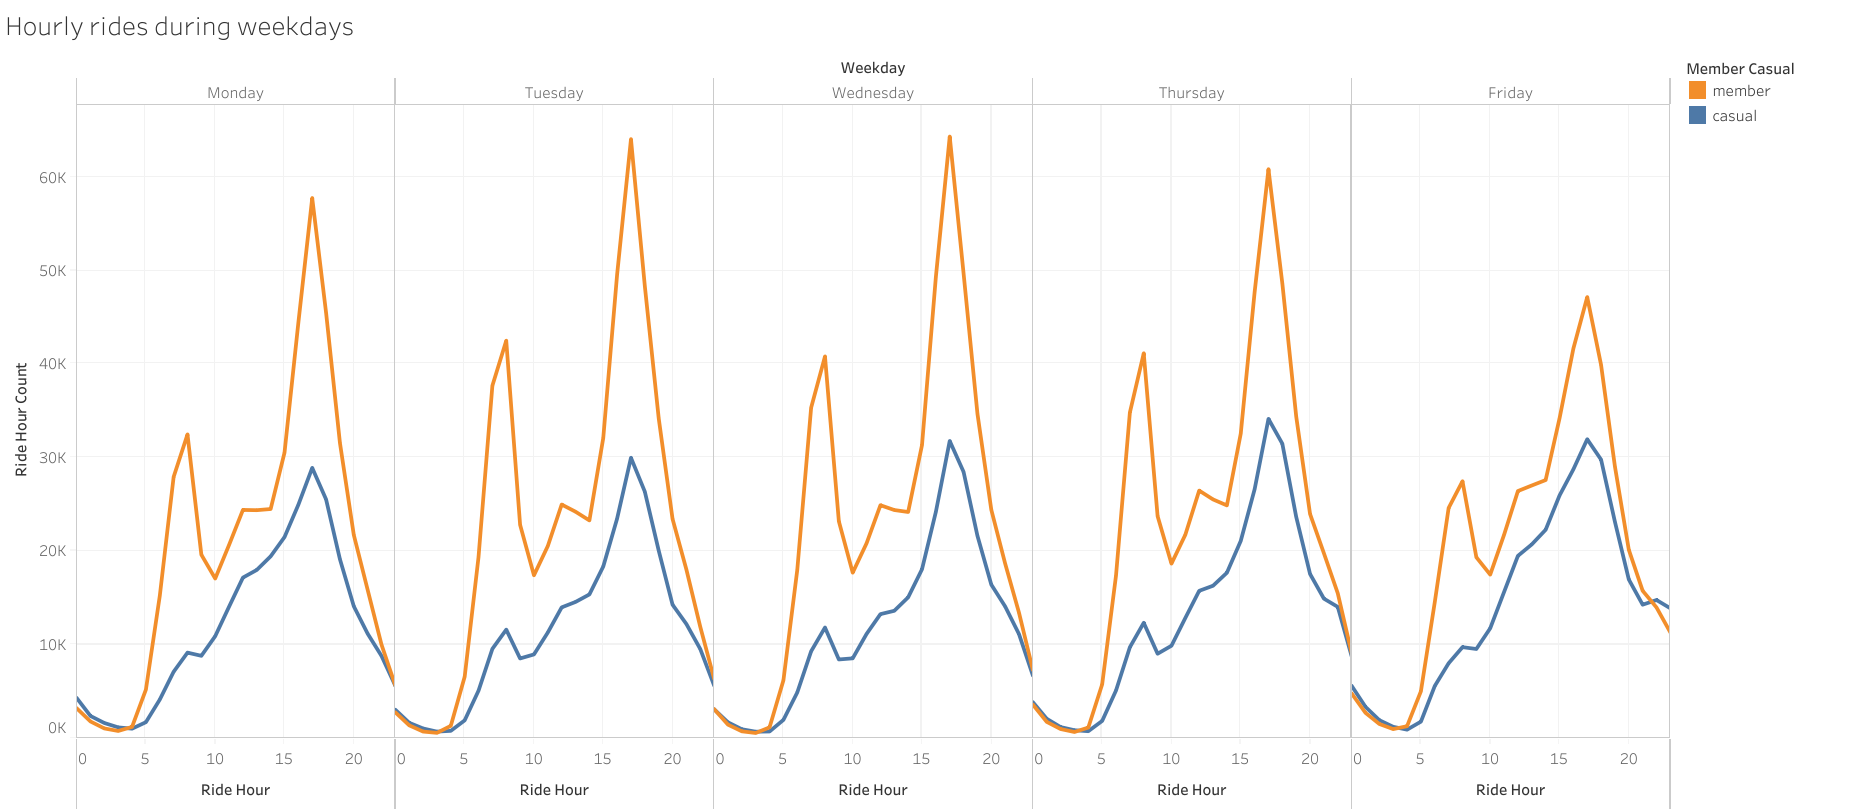 Hourly rides during weekdays
Weekday
Monday Tuesday Wednesday Thursday Friday
Member Casual
member
casual
Ride Hour Count
60K
50K
40K
30K
20K
10K
0K
0 5 10 15 20 0 5 10 15 20 0 5 10 15 20 0 5 10 15 20 0 5 10 15 20
Ride Hour Ride Hour Ride Hour Ride Hour Ride Hour